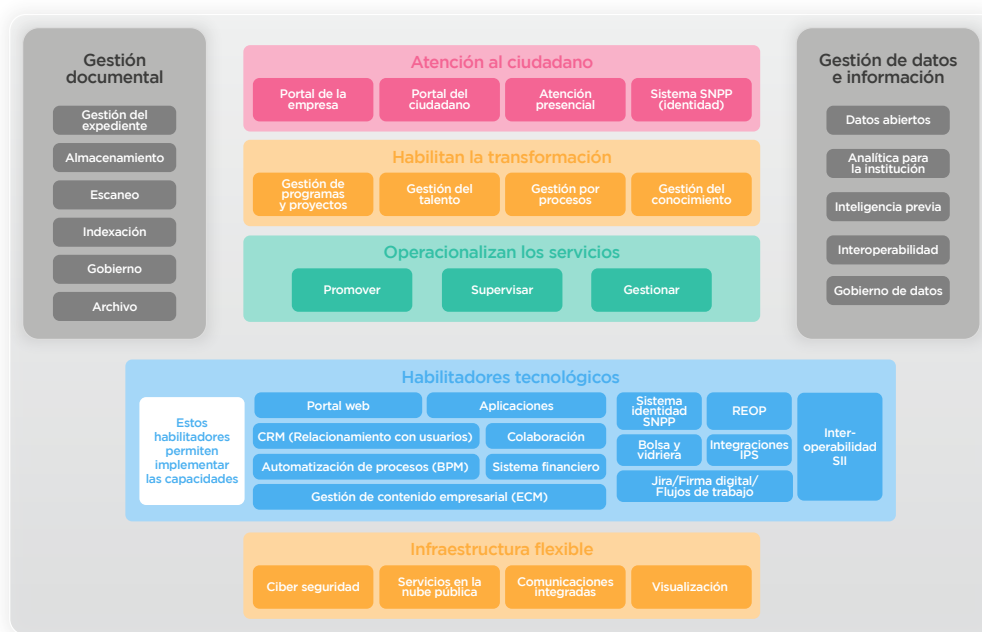 Gestión
documental
Gestión del
expediente
Almacenamiento
Escaneo
Indexación
Gobierno
Archivo
Atención al ciudadano
Portal de la
empresa
Portal del
ciudadano
Atención
presencial
Sistema SNPP
(identidad)
Habilitan la transformación
Gestión de
programas
y proyectos
Gestión del
talento
Gestión por
procesos
Gestión del
conocimiento
Operacionalizan los servicios
Promover
Supervisar
Gestionar
Gestión de datos
e información
Datos abiertos
Analítica para
la institución
Inteligencia previa
Interoperabilidad
Gobierno de datos
Habilitadores tecnológicos
Estos
habilitadores
permiten
implementar
las capacidades
Portal web
Aplicaciones
CRM (Relacionamiento con usuarios)
Colaboración
Automatización de procesos (BPM)
Sistema financiero
Gestión de contenido empresarial (ECM)
Sistema
identidad
SNPP
REOP
Bolsa y
vidriera
Integraciones
IPS
Jira/Firma digital/
Flujos de trabajo
Inter-
operabilidad
SII
Infraestructura flexible
Ciber seguridad
Servicios en la
nube pública
Comunicaciones
integradas
Visualización